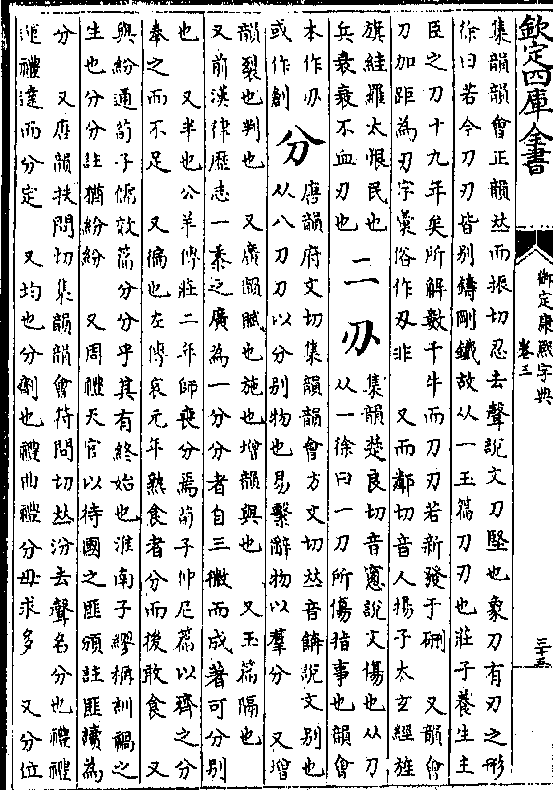 欽定四庫全書
御定康熙字典
卷三
三十五
集韻韻會正韻𠀤而振切忍去聲說文刀堅也象刀有刃之形
徐曰若今刀刃皆别鑄剛鐵故从一玉篇刀刃也莊子養生主
臣之刀十九年矣所解數千牛而刀刃若新發于硎 又韻會
刀加距為刃字彙俗作刄非 又而鄰切音人揚子太玄經旌
旗絓羅太恨民也 二刅 集韻楚良切音窻說文傷也从刀
兵衰衰不血刃也 从一徐曰一刀所傷指事也韻會
本作刅 分 唐韻府文切集韻韻會方文切𠀤音餴說文别也
或作創 从八刀刀以分别物也易繫辭物以羣分 又增
韻裂也判也 又廣韻賦也施也增韻與也 又玉篇隔也
又前漢律歷志一黍之廣為一分分者自三微而成著可分别
也 又半也公羊傳莊二年師喪分焉荀子仲尼篇以齊之分
奉之而不足 又徧也左傳哀元年熟食者分而後敢食 又
與紛通荀子儒效篇分分乎其有終始也淮南子繆稱訓禍之
生也分分註猶紛紛 又周禮天官以待國之匪頒註匪讀為
分 又唐韻扶問切集韻韻會符問切𠀤汾去聲名分也禮禮
運禮達而分定 又均也分劑也禮曲禮分毋求多 又分位